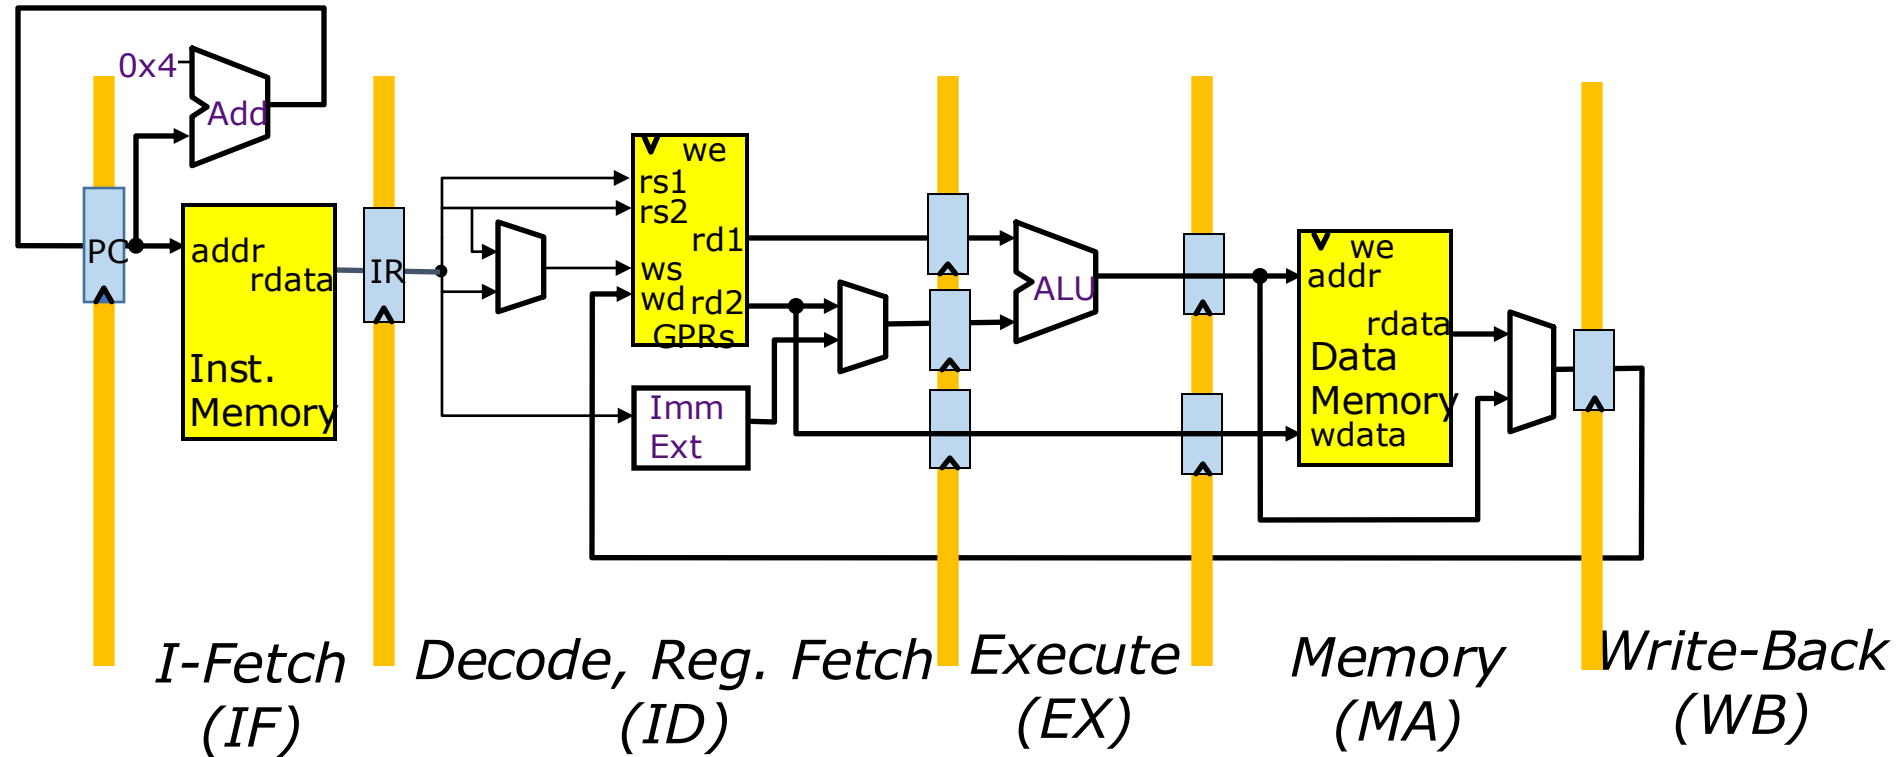 0x4
Add
PC
addr
rdata
Inst.
Memory
IR
we
rs1
rs2
rd1
ws
wd rd2
GPRs
Imm
Ext
ALU
we
addr
rdata
Data
Memory
wdata
I-Fetch
(IF)
Decode, Reg. Fetch
(ID)
Execute
(EX)
Memory
(MA)
Write-Back
(WB)